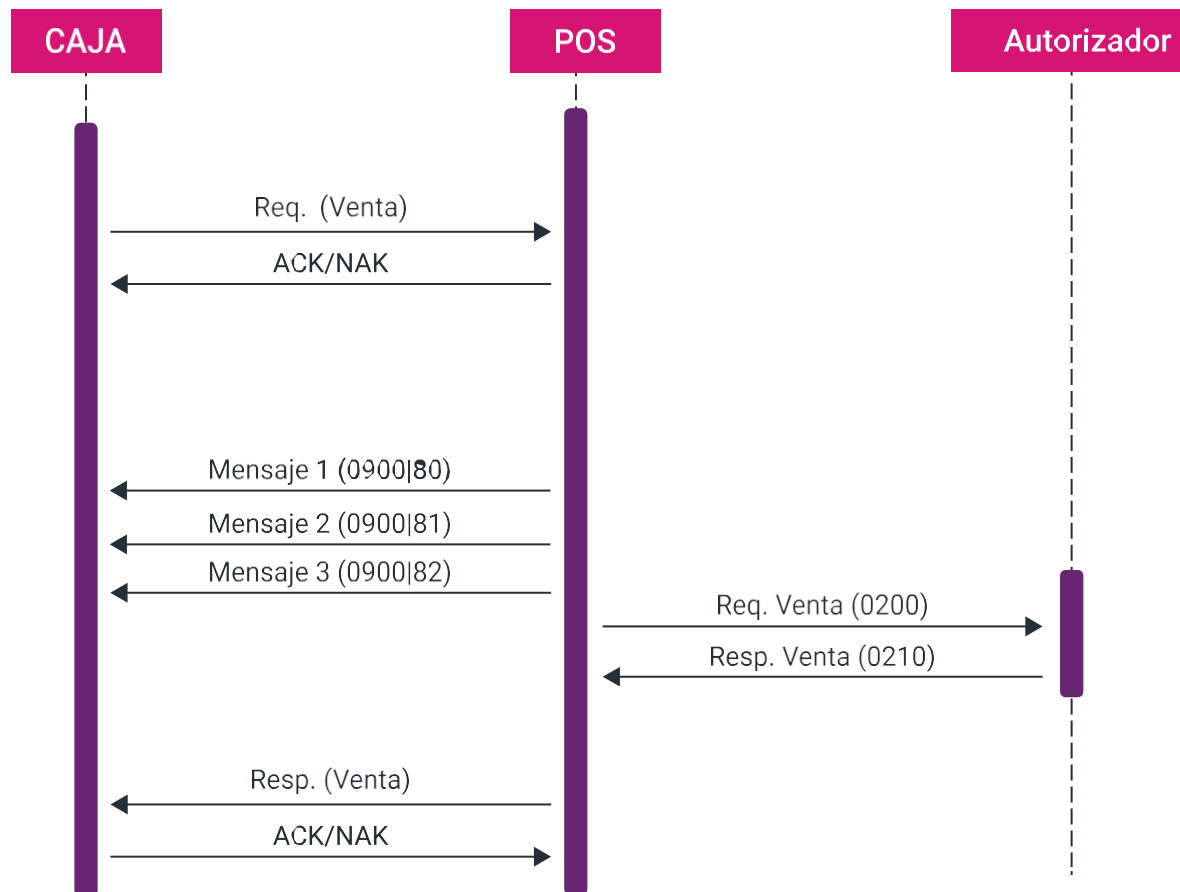 CAJA
POS
Autorizador
Req. (Venta)
ACK/NAK
Mensaje 1 (0900|80)
Mensaje 2 (0900|81)
Mensaje 3 (0900|82)
Req. Venta (0200)
Resp. Venta (0210)
Resp. (Venta)
ACK/NAK